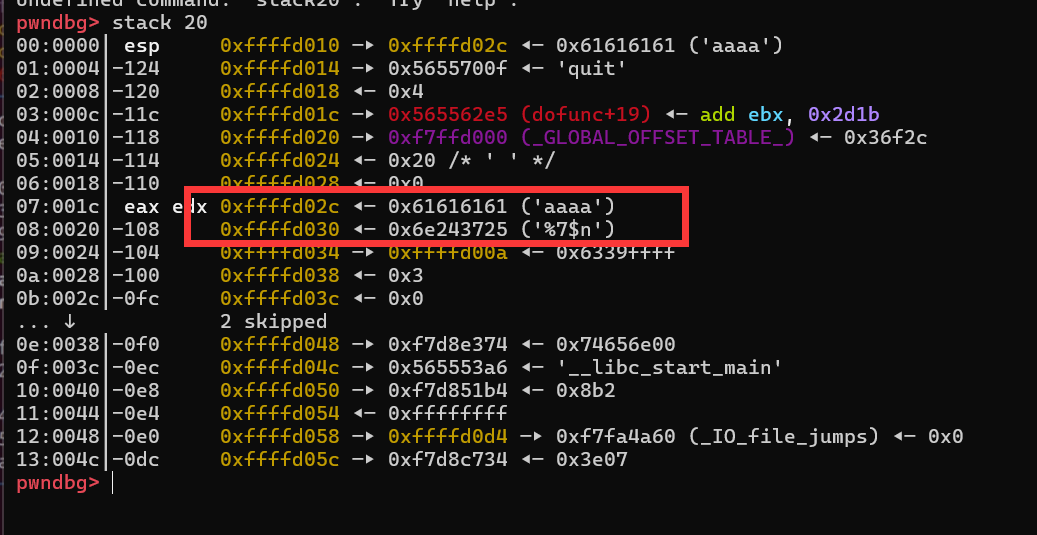 undefined command: "stack20". Try "help".
pwndbg> stack 20
00:0000│ esp 0xffffd010 —▸ 0xffffd02c ◂— 0x61616161 ('aaaa')
01:0004│-124 0xffffd014 —▸ 0x5655700f ◂— 'quit'
02:0008│-120 0xffffd018 ◂— 0x4
03:000c│-11c 0xffffd01c —▸ 0x565562e5 (dofunc+19) ◂— add ebx, 0x2d1b
04:0010│-118 0xffffd020 —▸ 0xf7ffd000 (_GLOBAL_OFFSET_TABLE_) ◂— 0x36f2c
05:0014│-114 0xffffd024 ◂— 0x20 /* ' ' */
06:0018│-110 0xffffd028 ◂— 0x0
07:001c│ eax edx 0xffffd02c ◂— 0x61616161 ('aaaa')
08:0020│-108 0xffffd030 ◂— 0x6e243725 ('%7$n')
09:0024│-104 0xffffd034 —▸ 0xffffd00a ◂— 0x6339ffff
0a:0028│-100 0xffffd038 ◂— 0x3
0b:002c│-0fc 0xffffd03c ◂— 0x0
... ↓ 2 skipped
0e:0038│-0f0 0xffffd048 —▸ 0xf7d8e374 ◂— 0x74656e00
0f:003c│-0ec 0xffffd04c —▸ 0x565553a6 ◂— '__libc_start_main'
10:0040│-0e8 0xffffd050 —▸ 0xf7d851b4 ◂— 0x8b2
11:0044│-0e4 0xffffd054 ◂— 0xffffffff
12:0048│-0e0 0xffffd058 —▸ 0xffffd0d4 —▸ 0xf7fa4a60 (_IO_file_jumps) ◂— 0x0
13:004c│-0dc 0xffffd05c —▸ 0xf7d8c734 ◂— 0x3e07
pwndbg>